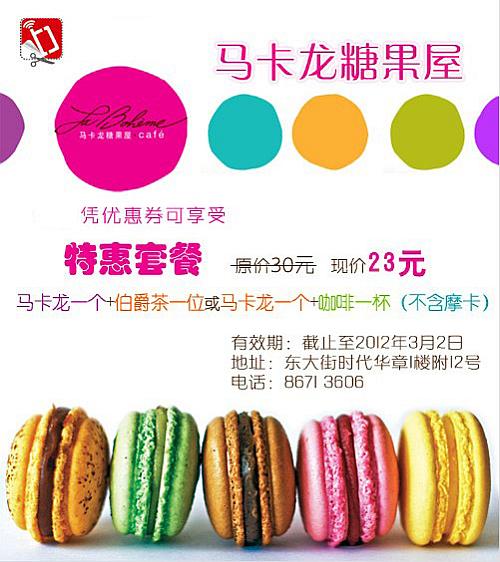 马卡龙糖果屋
La Boheme
马卡龙糖果屋 café
凭优惠券可享受
特惠套餐 原价30元 现价23元
马卡龙一个+伯爵茶一位或马卡龙一个+咖啡一杯（不含摩卡）
有效期：截止至2012年3月2日
地址：东大街时代华章1楼附12号
电话：8671 3606